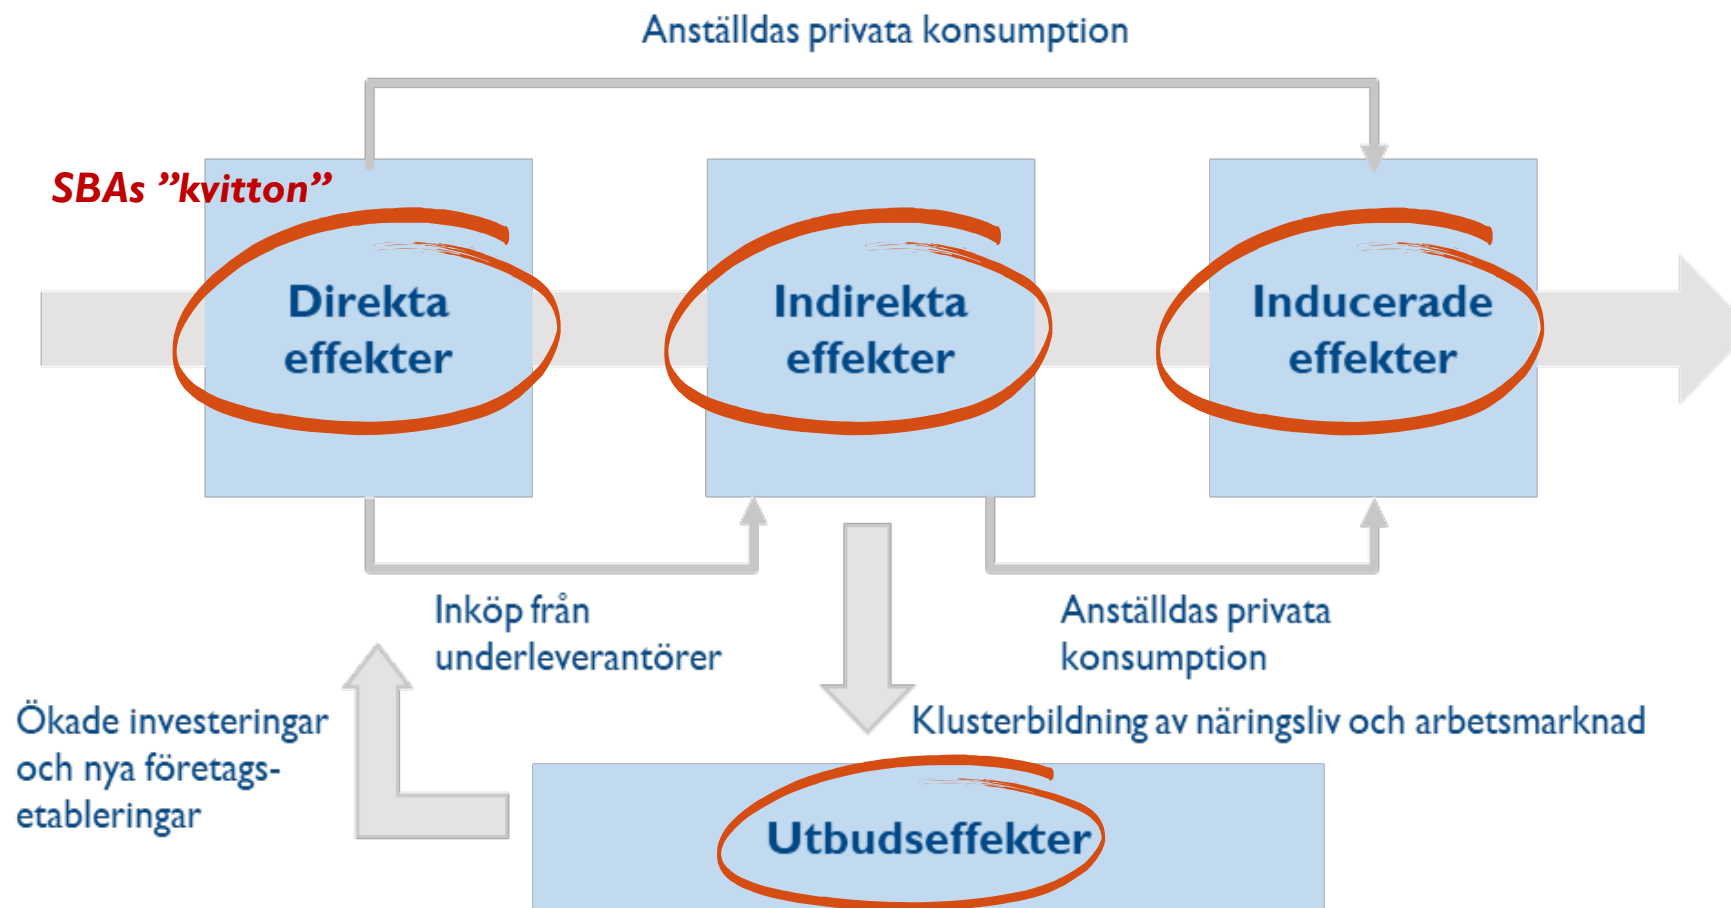 Anställdas privata konsumption
SBAs ”kvitton”
Direkta
effekter
Indirekta
effekter
Inducerade
effekter
Inköp från
underleverantörer
Anställdas privata
konsumption
Ökade investeringar
och nya företags-
etableringar
Klusterbildning av näringsliv och arbetsmarknad
Utbudseffekter